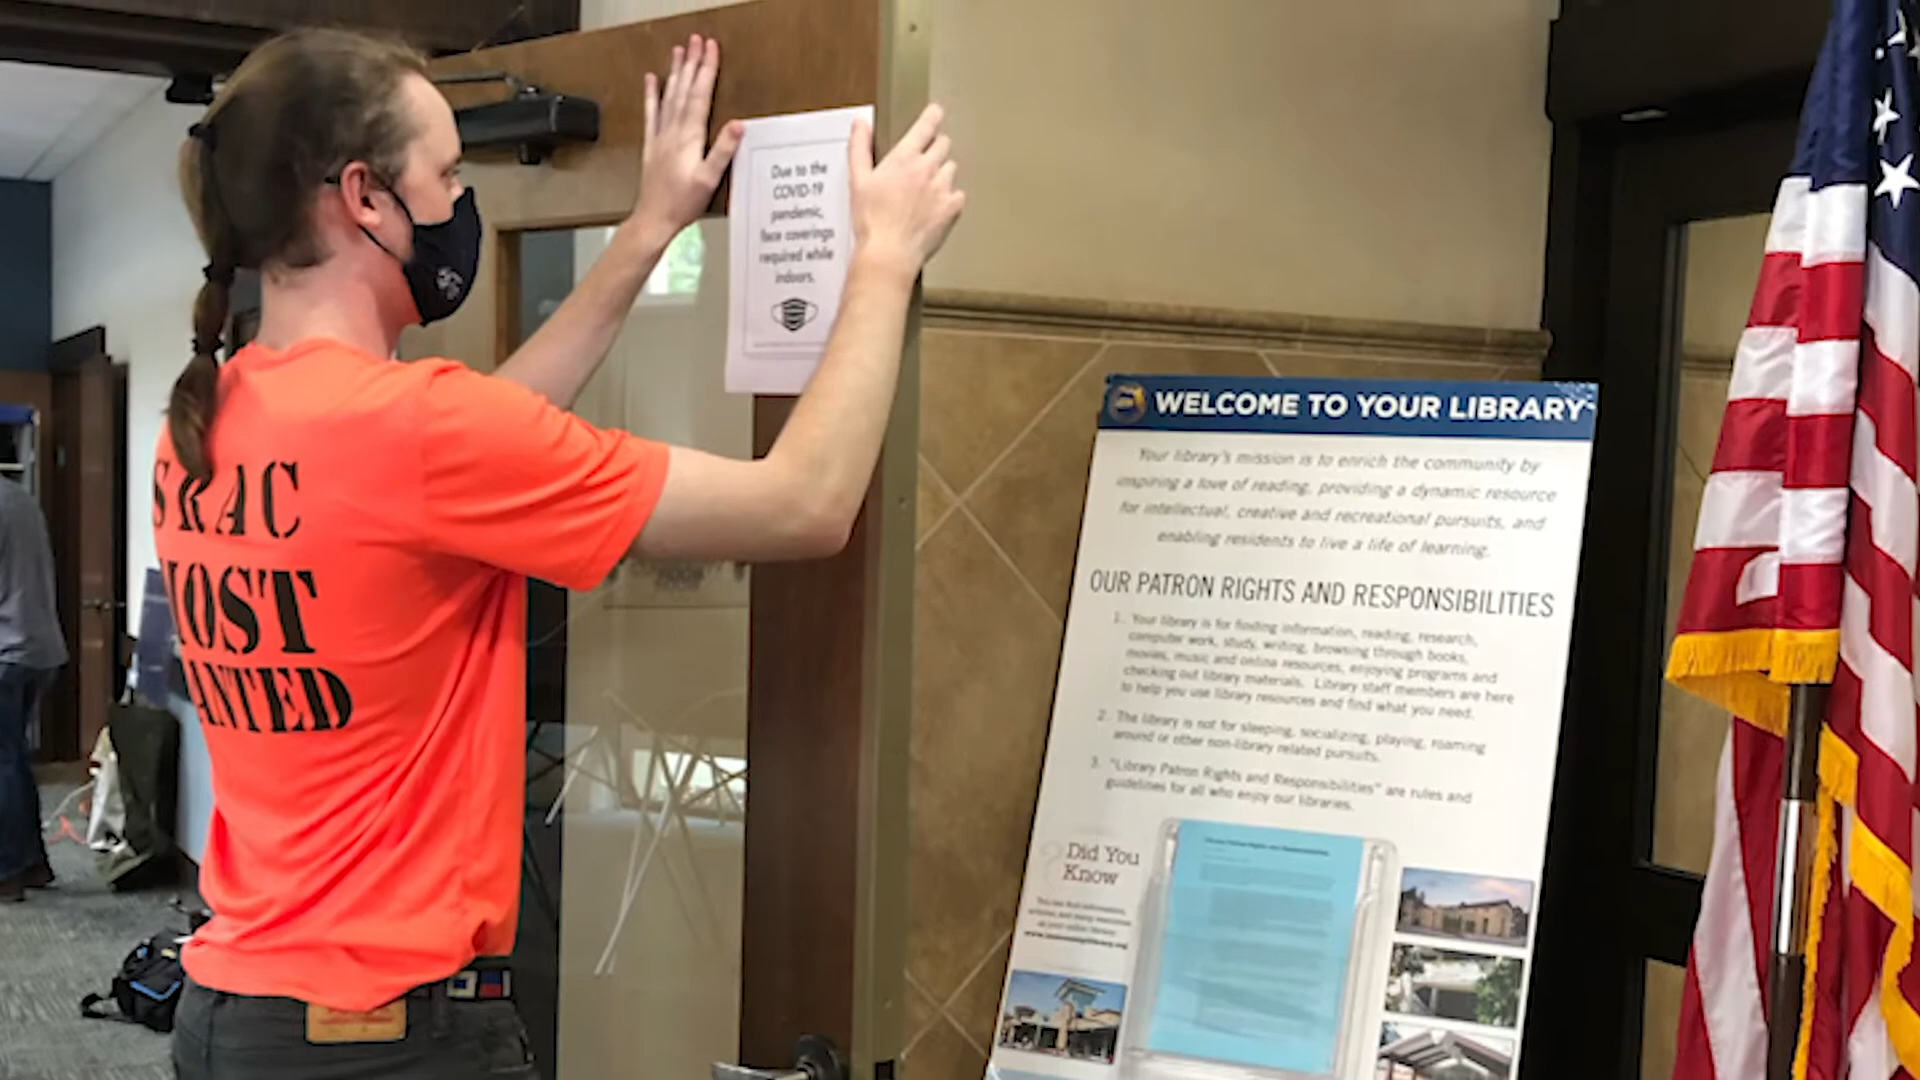 Due to the
COVID-19
pandemic,
face coverings
required while
indoors.
SRAC
MOST
WANTED
WELCOME TO YOUR LIBRARY
Your library's mission is to enrich the community by
inspiring a love of reading, providing a dynamic resource
for intellectual, creative and recreational pursuits, and
enabling residents to live a life of learning.
OUR PATRON RIGHTS AND RESPONSIBILITIES
1. Your library is for finding information, reading, research,
computer work, study, writing, browsing through books,
movies, music and online resources, enjoying programs and
checking out library materials. Library staff members are here
to help you use library resources and find what you need.
2. The library is not for sleeping, socializing, playing, roaming
around or other non-library related pursuits.
3. "Library Patron Rights and Responsibilities" are rules and
guidelines for all who enjoy our libraries.
Did You
Know